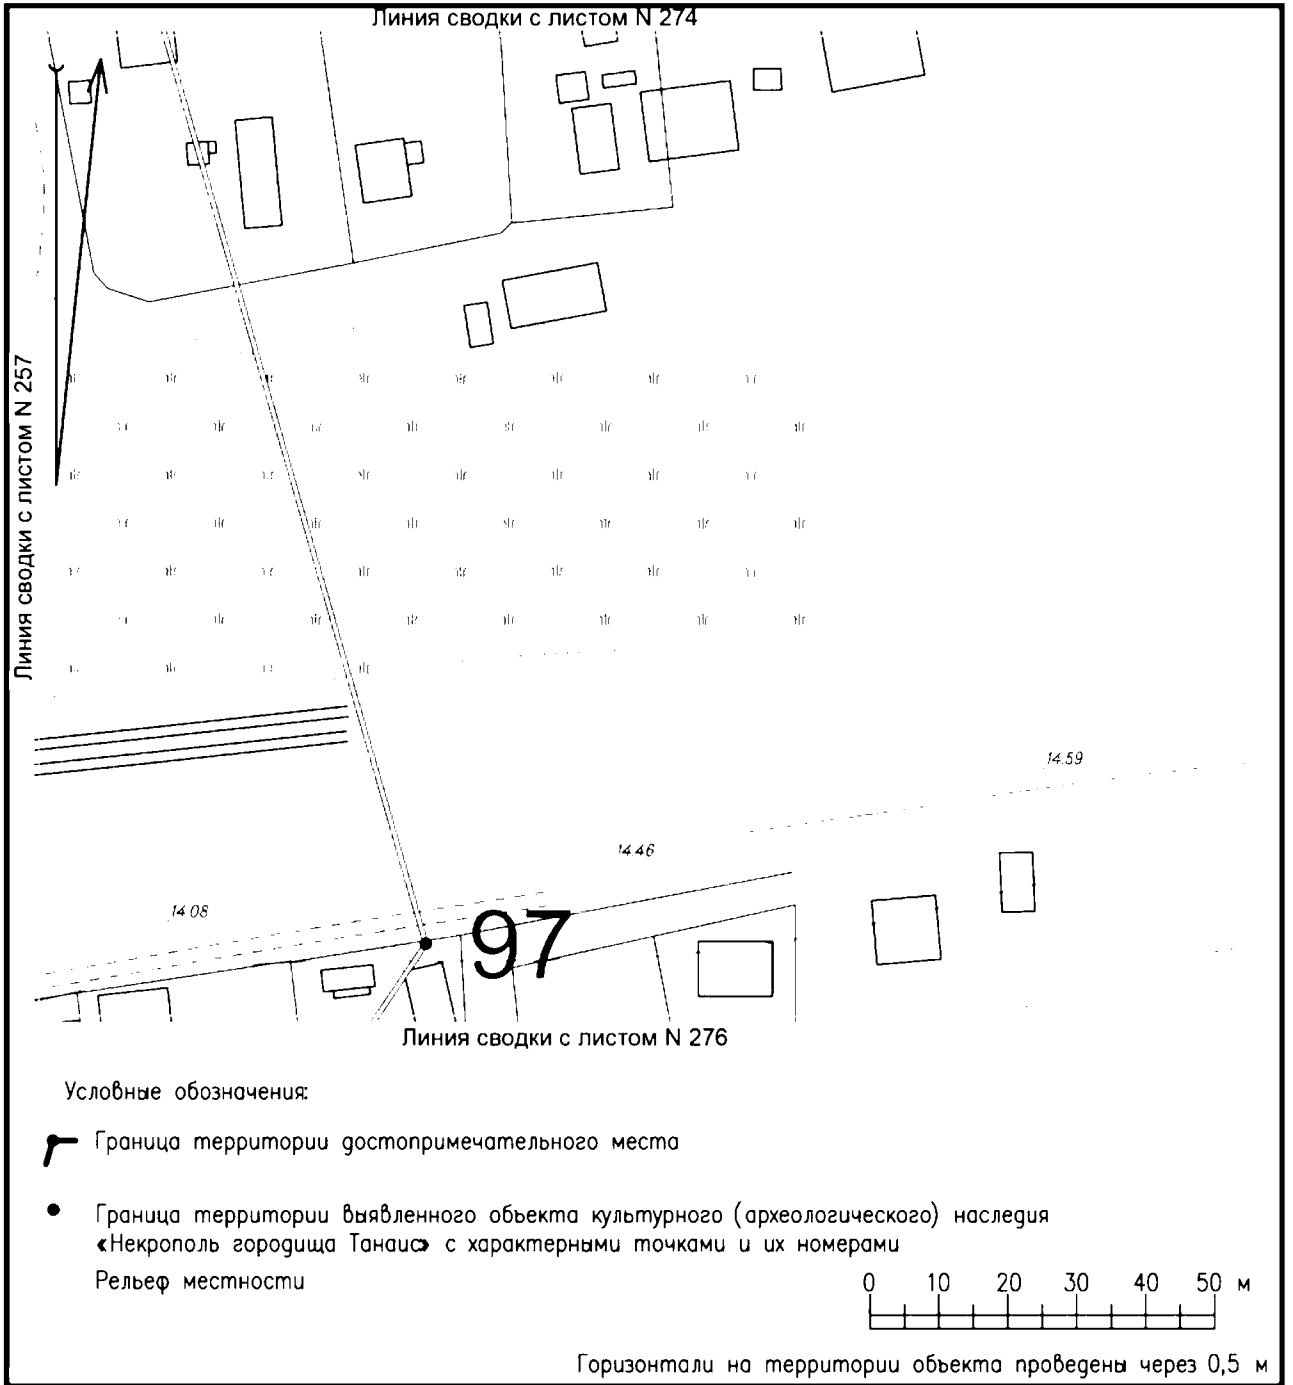 Линия сводки с листом N 274
Линия сводки с листом N 257
14.59
14.46
14.08
97
Линия сводки с листом N 276
Условные обозначения:
Граница территории достопримечательного места
Граница территории выявленного объекта культурного (археологического) наследия
«Некрополь городища Танаис» с характерными точками и их номерами
Рельеф местности
0 10 20 30 40 50 м
Горизонтали на территории объекта проведены через 0,5 м